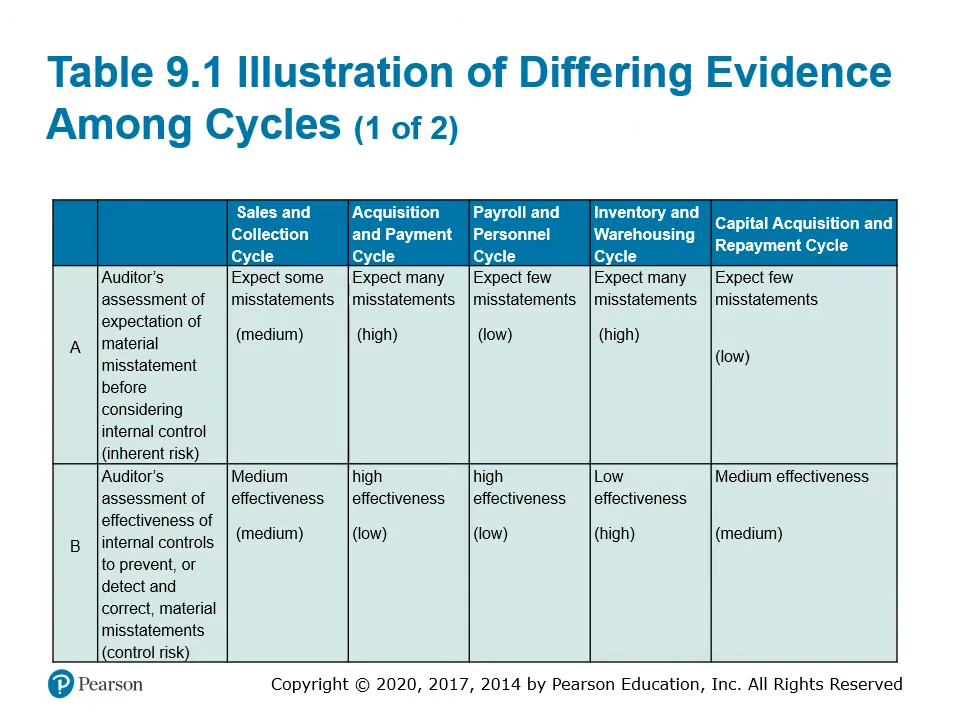 Table 9.1 Illustration of Differing Evidence
Among Cycles (1 of 2)
Sales and
Collection
Cycle
Acquisition
and Payment
Cycle
Payroll and
Personnel
Cycle
Inventory and
Warehousing
Cycle
Capital Acquisition and
Repayment Cycle
A
Auditor’s
assessment of
expectation of
material
misstatement
before
considering
internal control
(inherent risk)
Expect some
misstatements
(medium)
Expect many
misstatements
(high)
Expect few
misstatements
(low)
Expect many
misstatements
(high)
Expect few
misstatements
(low)
B
Auditor’s
assessment of
effectiveness of
internal controls
to prevent, or
detect and
correct, material
misstatements
(control risk)
Medium
effectiveness
(medium)
high
effectiveness
(low)
high
effectiveness
(low)
Low
effectiveness
(high)
Medium effectiveness
(medium)
P Pearson
Copyright © 2020, 2017, 2014 by Pearson Education, Inc. All Rights Reserved